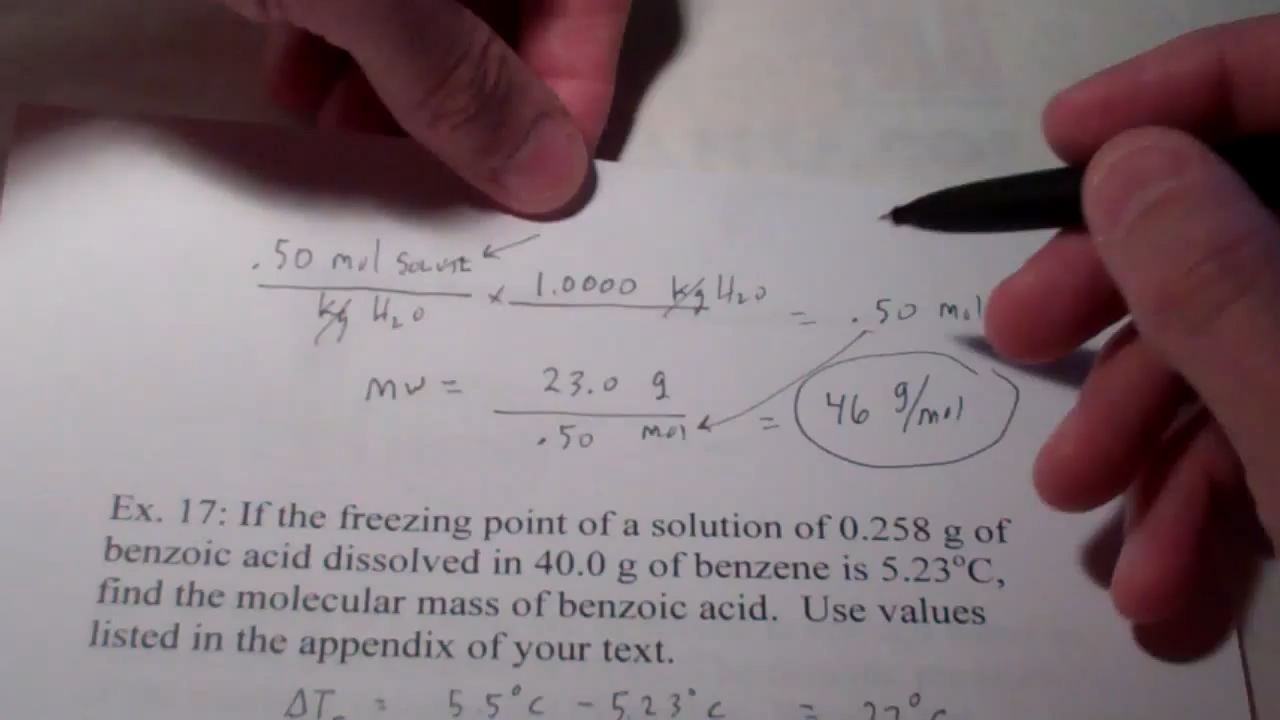 .50 mol solute × 1.0000 kg H₂O = .50 mol
kg H₂O
MW = 23.0 g = 46 g/mol
.50 mol
Ex. 17: If the freezing point of a solution of 0.258 g of
benzoic acid dissolved in 40.0 g of benzene is 5.23°C,
find the molecular mass of benzoic acid. Use values
listed in the appendix of your text.
ΔT = 5.5°C - 5.23°C = .27°C